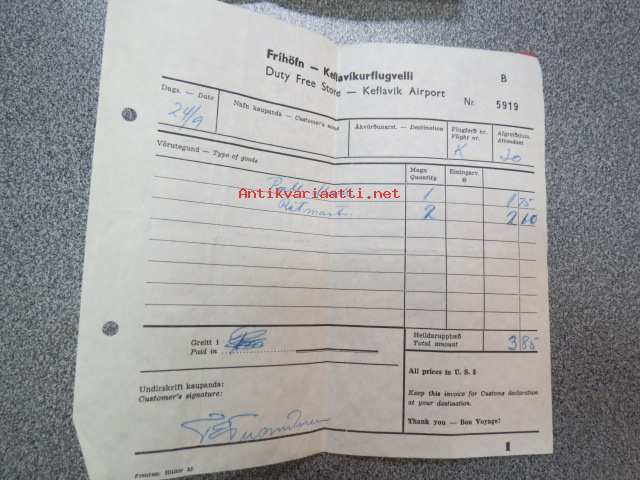 Fríhöfn — Keflavíkurflugvelli
B
Duty Free Store — Keflavik Airport
Nr. 5919
Dags. — Date
Nafn kaupanda — Customer's name
Ákvörðunarst. — Destination
Flugferð nr.
Flight nr.
Afgreiðslum.
Attendant
24/9
K
20
Vörutegund — Type of goods
Magn
Quantity
Einingarv.
1
1 75
Antikvariaatti.net
2
2 10
Greitt í
Paid in
Heildarupphæð
Total amount
3 85
All prices in U. S. $
Undirskrift kaupanda:
Customer's signature:
Keep this invoice for Customs declaration
at your destination.
Thank you — Bon Voyage!